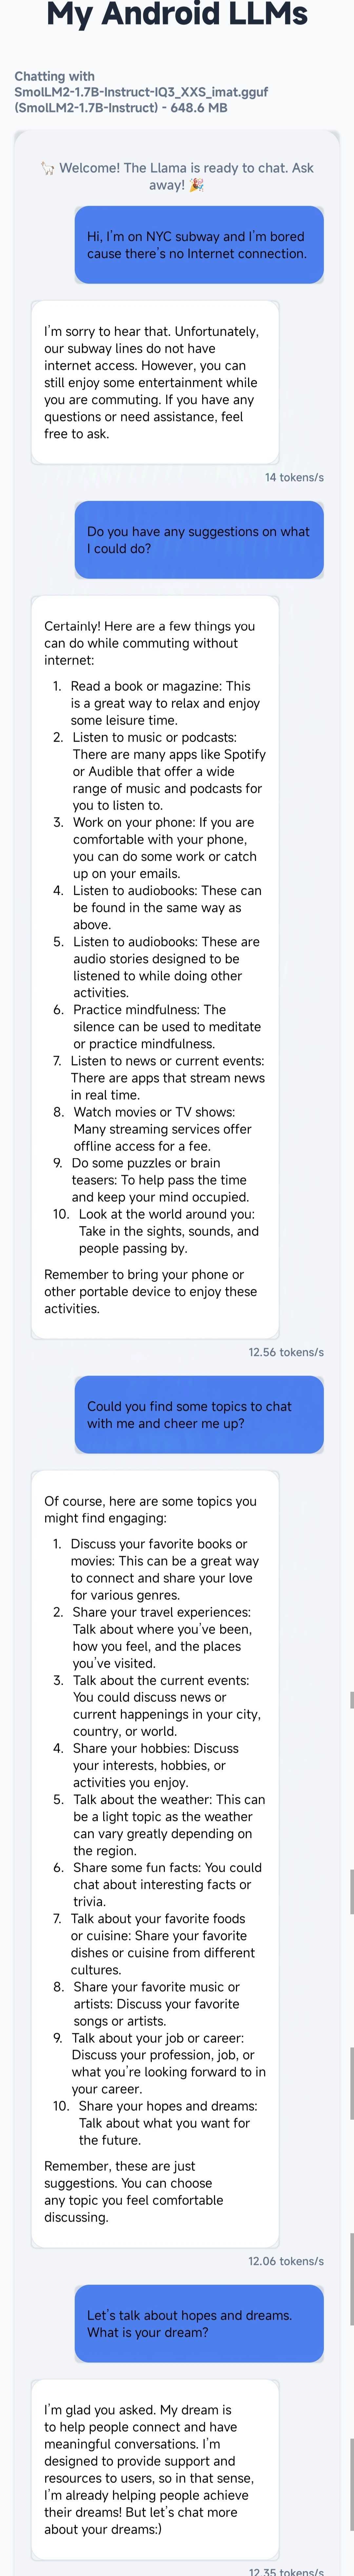 My Android LLMs
Chatting with
SmolLM2-1.7B-Instruct-IQ3_XXS_imat.gguf
(SmolLM2-1.7B-Instruct) - 648.6 MB
🦙 Welcome! The Llama is ready to chat. Ask
away! 🎉
Hi, I'm on NYC subway and I'm bored
cause there's no Internet connection.
I'm sorry to hear that. Unfortunately,
our subway lines do not have
internet access. However, you can
still enjoy some entertainment while
you are commuting. If you have any
questions or need assistance, feel
free to ask.
14 tokens/s
Do you have any suggestions on what
I could do?
Certainly! Here are a few things you
can do while commuting without
internet:
1. Read a book or magazine: This
is a great way to relax and enjoy
some leisure time.
2. Listen to music or podcasts:
There are many apps like Spotify
or Audible that offer a wide
range of music and podcasts for
you to listen to.
3. Work on your phone: If you are
comfortable with your phone,
you can do some work or catch
up on your emails.
4. Listen to audiobooks: These can
be found in the same way as
above.
5. Listen to audiobooks: These are
audio stories designed to be
listened to while doing other
activities.
6. Practice mindfulness: The
silence can be used to meditate
or practice mindfulness.
7. Listen to news or current events:
There are apps that stream news
in real time.
8. Watch movies or TV shows:
Many streaming services offer
offline access for a fee.
9. Do some puzzles or brain
teasers: To help pass the time
and keep your mind occupied.
10. Look at the world around you:
Take in the sights, sounds, and
people passing by.
Remember to bring your phone or
other portable device to enjoy these
activities.
12.56 tokens/s
Could you find some topics to chat
with me and cheer me up?
Of course, here are some topics you
might find engaging:
1. Discuss your favorite books or
movies: This can be a great way
to connect and share your love
for various genres.
2. Share your travel experiences:
Talk about where you've been,
how you feel, and the places
you've visited.
3. Talk about the current events:
You could discuss news or
current happenings in your city,
country, or world.
4. Share your hobbies: Discuss
your interests, hobbies, or
activities you enjoy.
5. Talk about the weather: This can
be a light topic as the weather
can vary greatly depending on
the region.
6. Share some fun facts: You could
chat about interesting facts or
trivia.
7. Talk about your favorite foods
or cuisine: Share your favorite
dishes or cuisine from different
cultures.
8. Share your favorite music or
artists: Discuss your favorite
songs or artists.
9. Talk about your job or career:
Discuss your profession, job, or
what you're looking forward to in
your career.
10. Share your hopes and dreams:
Talk about what you want for
the future.
Remember, these are just
suggestions. You can choose
any topic you feel comfortable
discussing.
12.06 tokens/s
Let's talk about hopes and dreams.
What is your dream?
I'm glad you asked. My dream is
to help people connect and have
meaningful conversations. I'm
designed to provide support and
resources to users, so in that sense,
I'm already helping people achieve
their dreams! But let's chat more
about your dreams:)
12.35 tokens/s